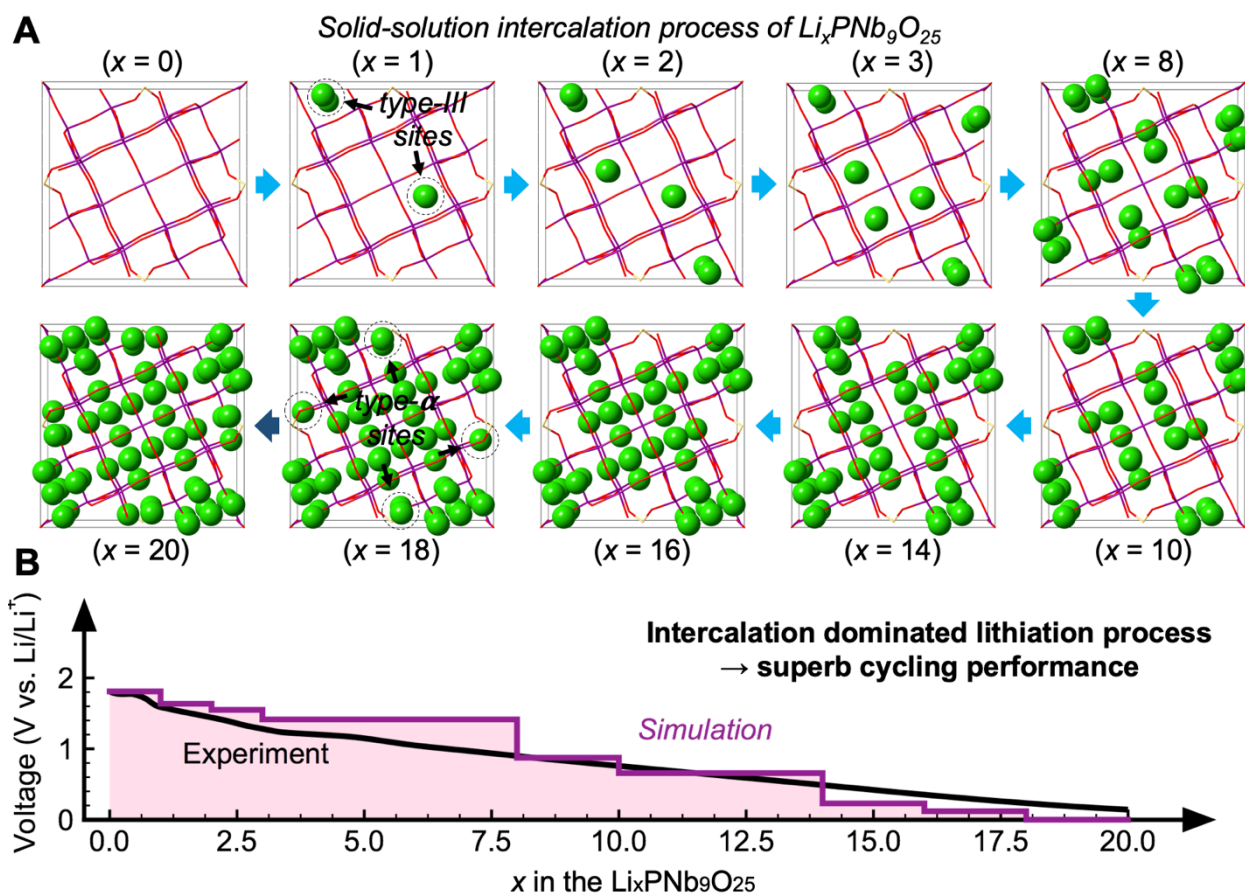 A
Solid-solution intercalation process of LiₓPNb₉O₂₅
(x = 0)
(x = 1)
(x = 2)
(x = 3)
(x = 8)
type-III
sites
type-α
sites
(x = 20)
(x = 18)
(x = 16)
(x = 14)
(x = 10)
B
Voltage (V vs. Li/Li⁺)
2
1
0
Intercalation dominated lithiation process
→ superb cycling performance
Simulation
Experiment
0.0 2.5 5.0 7.5 10.0 12.5 15.0 17.5 20.0
x in the LiₓPNb₉O₂₅